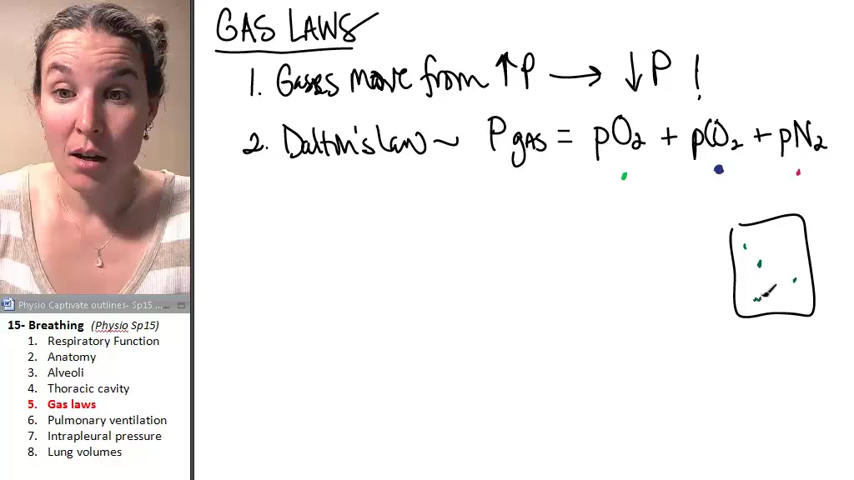 GAS LAWS
1. Gases move from ↑P → ↓P!
2. Dalton's law ~ P gas = pO₂ + pCO₂ + pN₂
Physio Captivate outlines- Sp15 ...
15- Breathing (Physio Sp15)
1. Respiratory Function
2. Anatomy
3. Alveoli
4. Thoracic cavity
5. Gas laws
6. Pulmonary ventilation
7. Intrapleural pressure
8. Lung volumes